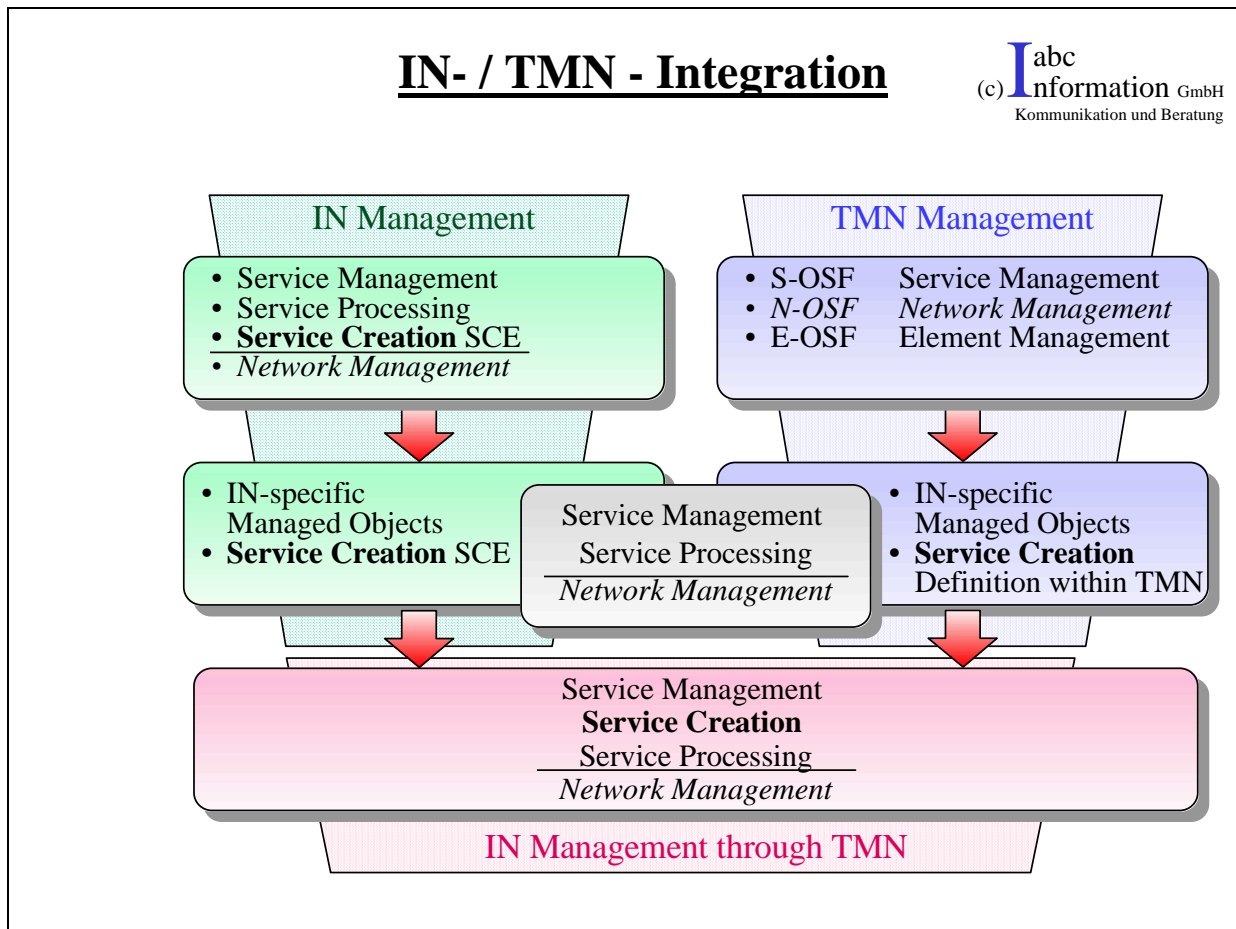 IN- / TMN - Integration
abc
(c) Information GmbH
Kommunikation und Beratung
IN Management
• Service Management
• Service Processing
• Service Creation SCE
• Network Management
TMN Management
• S-OSF Service Management
• N-OSF Network Management
• E-OSF Element Management
• IN-specific
Managed Objects
• Service Creation SCE
Service Management
Service Processing
Network Management
• IN-specific
Managed Objects
• Service Creation
Definition within TMN
Service Management
Service Creation
Service Processing
Network Management
IN Management through TMN